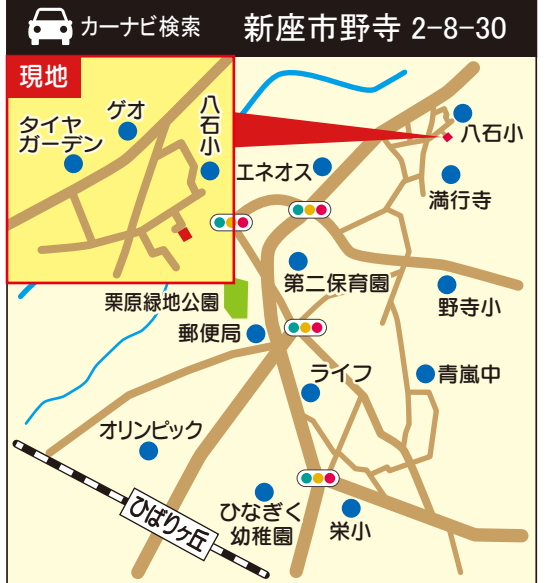 カーナビ検索 新座市野寺 2-8-30
現地
ゲオ
タイヤ
ガーデン
八石小
八石小
エネオス
満行寺
第二保育園
栗原緑地公園
野寺小
郵便局
ライフ
青嵐中
オリンピック
ひばりヶ丘
ひなぎく
幼稚園
栄小